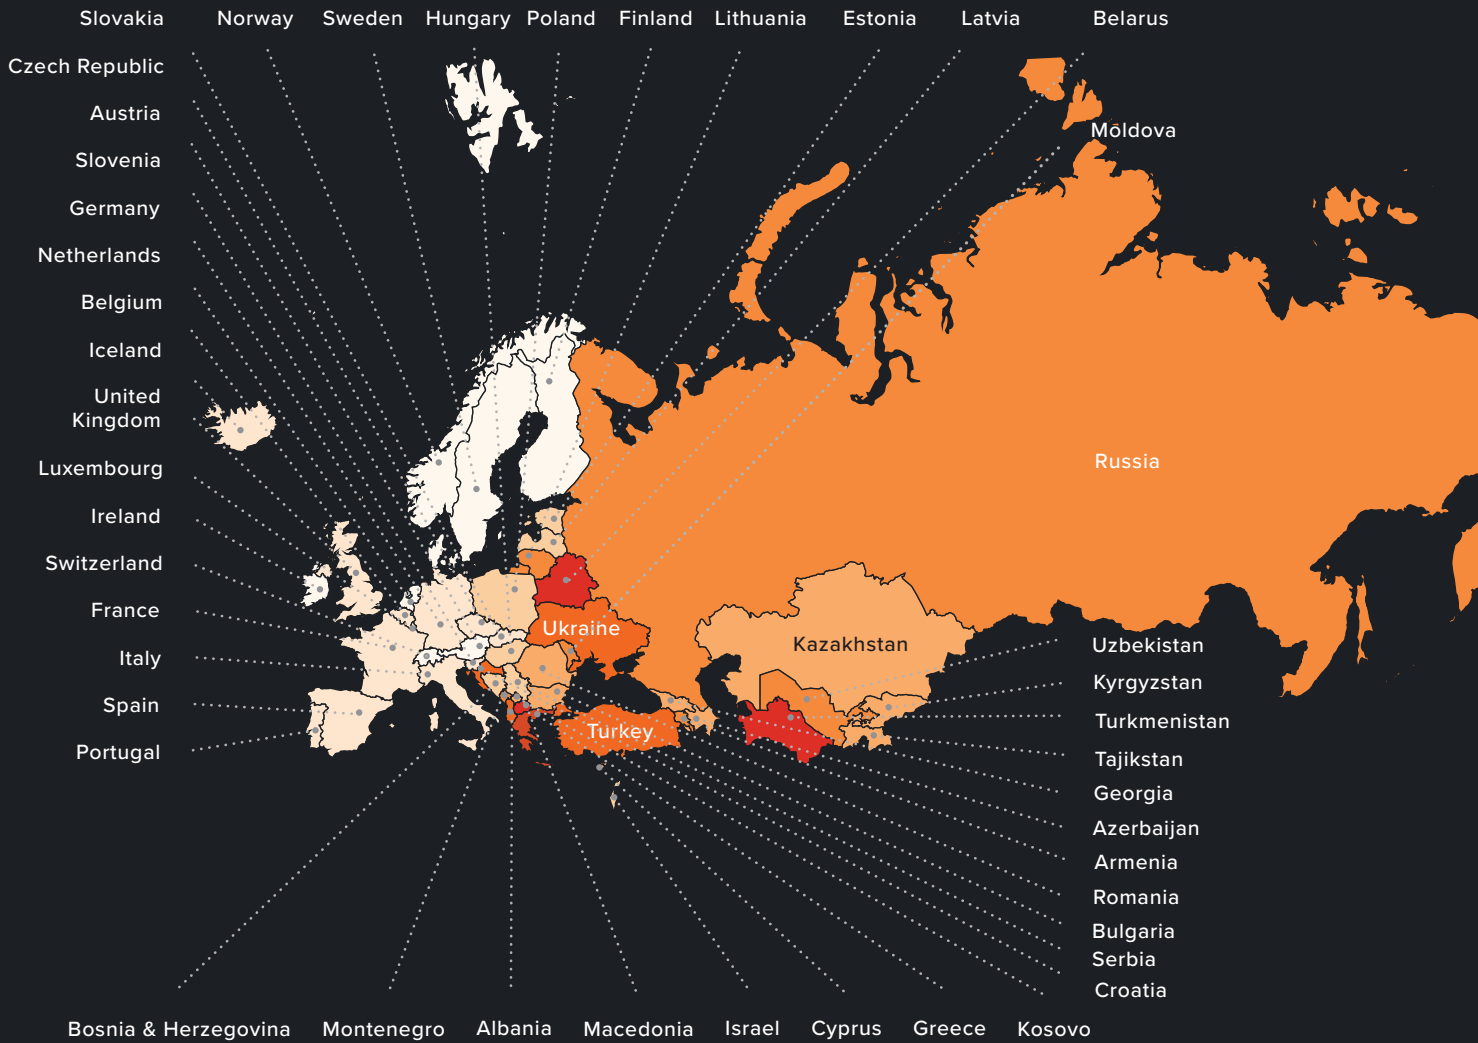 Slovakia
Norway
Sweden
Hungary
Poland
Finland
Lithuania
Estonia
Latvia
Belarus
Czech Republic
Austria
Moldova
Slovenia
Germany
Netherlands
Belgium
Iceland
United
Kingdom
Russia
Luxembourg
Ireland
Switzerland
France
Ukraine
Kazakhstan
Uzbekistan
Italy
Kyrgyzstan
Spain
Turkmenistan
Turkey
Portugal
Tajikstan
Georgia
Azerbaijan
Armenia
Romania
Bulgaria
Serbia
Croatia
Bosnia & Herzegovina
Montenegro
Albania
Macedonia
Israel
Cyprus
Greece
Kosovo